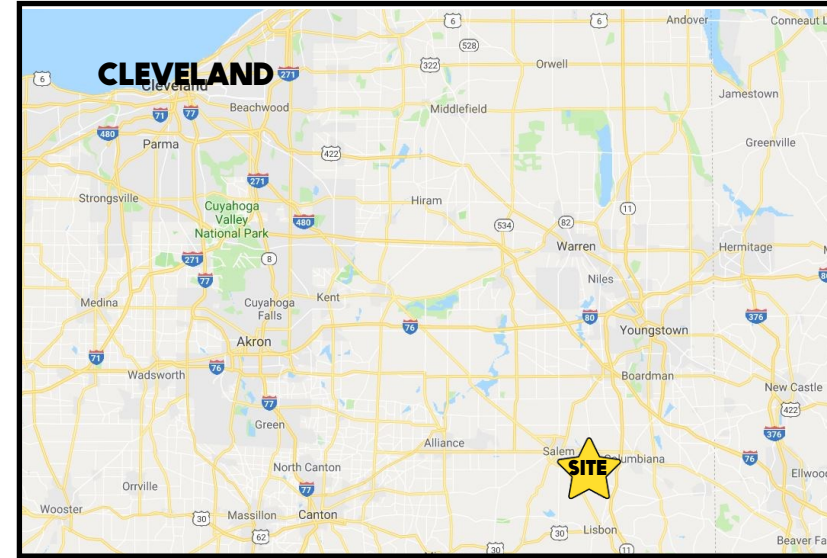 6
6
Andover
Conneaut L
528
322
Orwell
CLEVELAND
271
6
Cleveland
Jamestown
Beachwood
Middlefield
71
77
480
Parma
Greenville
422
271
Strongsville
Hiram
Cuyahoga
Valley
National Park
11
480
534
82
Warren
Hermitage
271
8
77
Niles
80
Medina
Cuyahoga
Falls
Kent
76
80
376
Youngstown
Akron
71
76
Wadsworth
Boardman
New Castle
77
422
Green
376
Alliance
Salem
Columbiana
SITE
76
North Canton
Ellwoo
Orrville
77
Wooster
30
Massillon
Canton
62
30
Lisbon
30
11
Beaver Fa